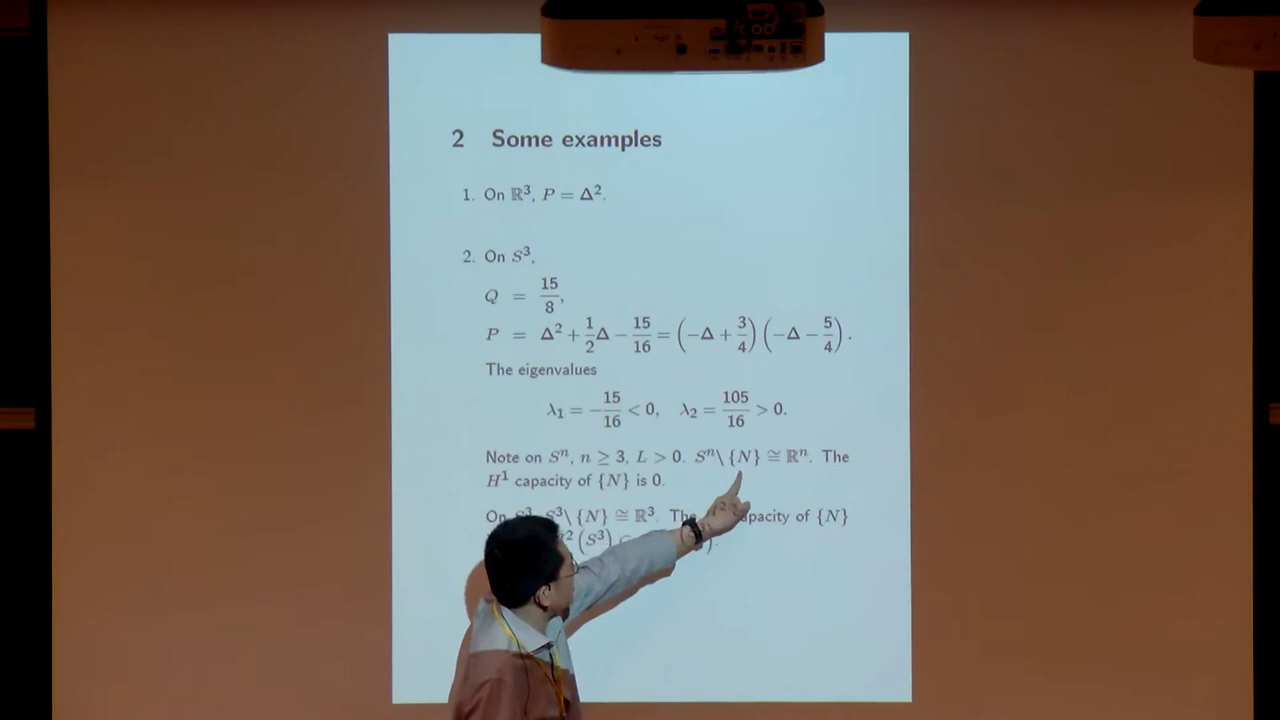 2 Some examples
1. On ℝ³, P = Δ².
2. On S³,
Q = 15/8,
P = Δ² + 1/2 Δ − 15/16 = (−Δ + 3/4)(−Δ − 5/4).
The eigenvalues
λ₁ = −15/16 < 0, λ₂ = 105/16 > 0.
Note on Sⁿ, n ≥ 3, L > 0. Sⁿ\{N} ≅ ℝⁿ. The
H¹ capacity of {N} is 0.
On S³, S³\{N} ≅ ℝ³. The capacity of {N}
(S³)